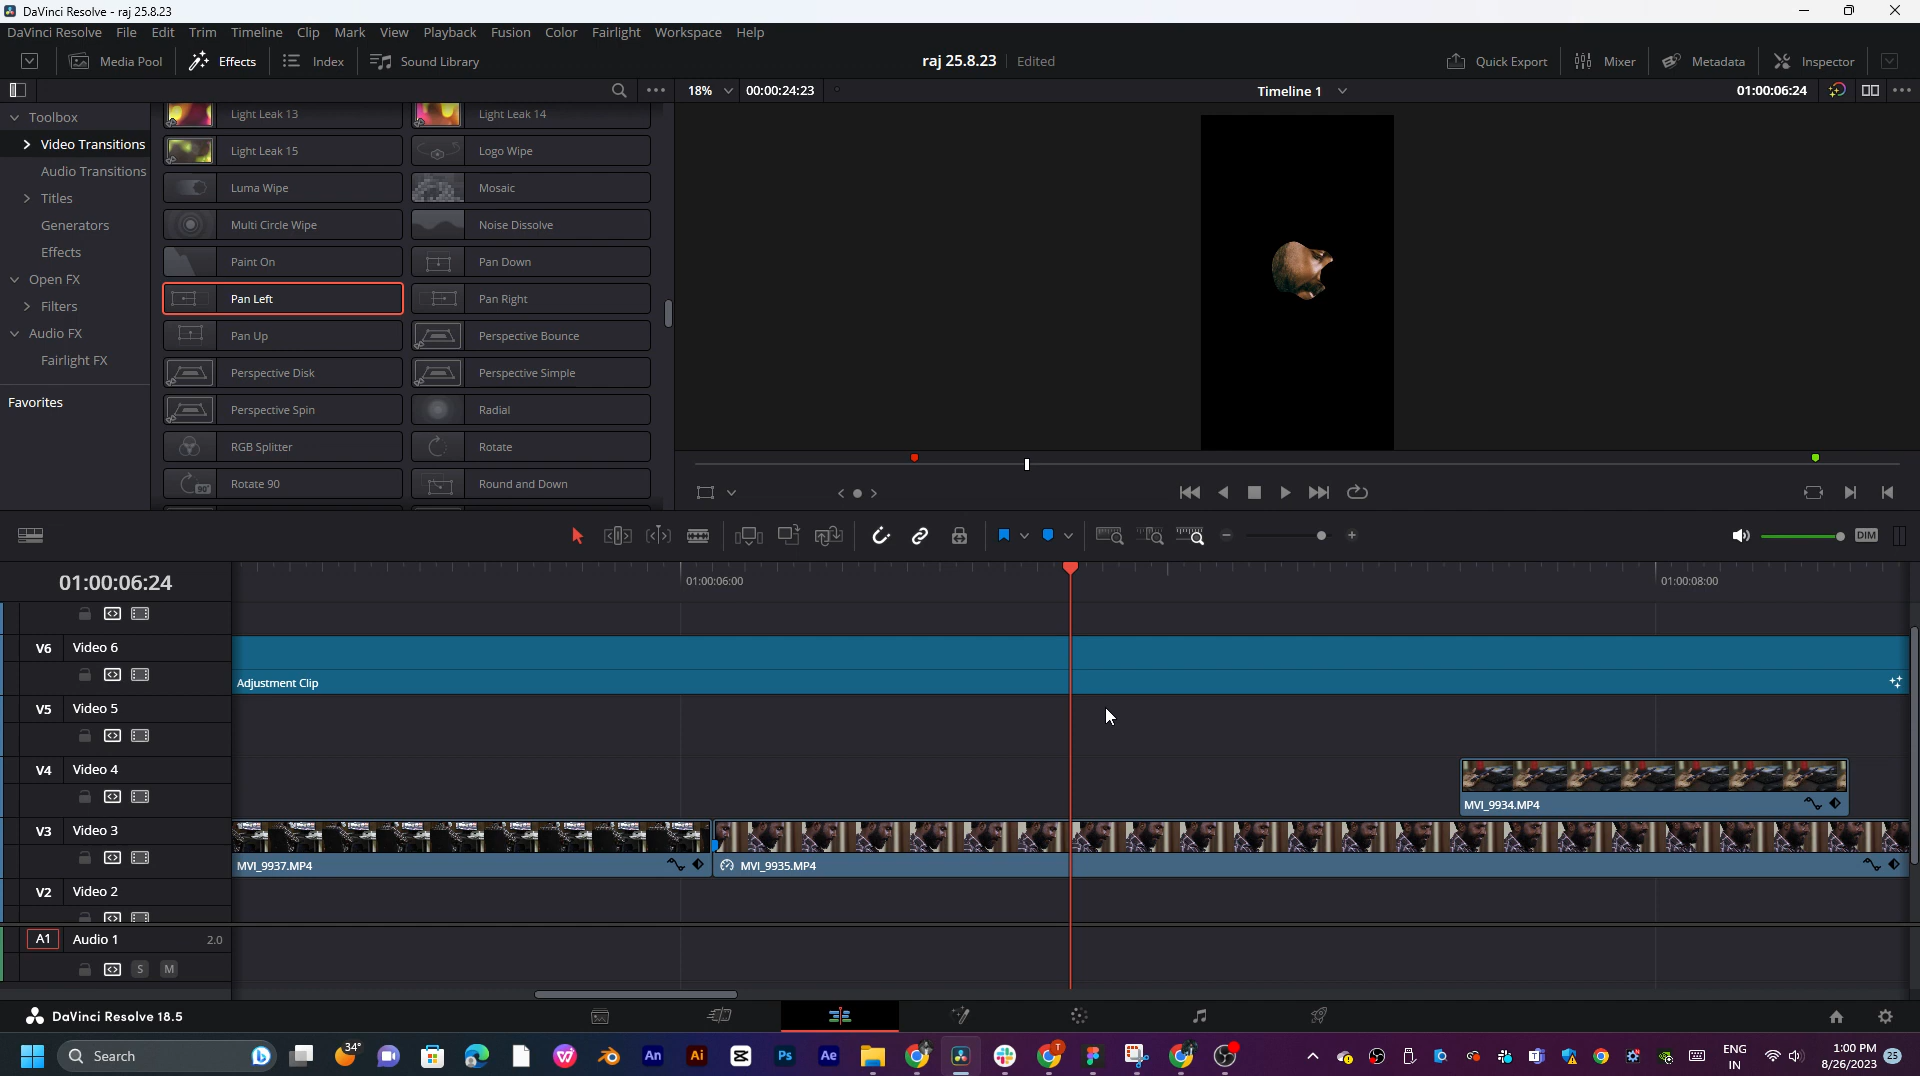 DaVinci Resolve - raj 25.8.23
DaVinci Resolve File Edit Trim Timeline Clip Mark View Playback Fusion Color Fairlight Workspace Help
Media Pool Effects Index Sound Library raj 25.8.23 Edited Quick Export Mixer Metadata Inspector
18% 00:00:24:23 Timeline 1 01:00:06:24
Toolbox
Video Transitions
Audio Transitions
Titles
Generators
Effects
Open FX
Filters
Audio FX
Fairlight FX
Favorites
Light Leak 13 Light Leak 14
Light Leak 15 Logo Wipe
Luma Wipe Mosaic
Multi Circle Wipe Noise Dissolve
Paint On Pan Down
Pan Left Pan Right
Pan Up Perspective Bounce
Perspective Disk Perspective Simple
Perspective Spin Radial
RGB Splitter Rotate
Rotate 90 Round and Down
DIM
01:00:06:24 01:00:06:00 01:00:08:00
V6 Video 6
Adjustment Clip
V5 Video 5
V4 Video 4
MVI_9934.MP4
V3 Video 3
MVI_9937.MP4 MVI_9935.MP4
V2 Video 2
A1 Audio 1 2.0
S M
DaVinci Resolve 18.5
Search 34° An Ai Ps Ae T ENG
IN
1:00 PM
8/26/2023 25